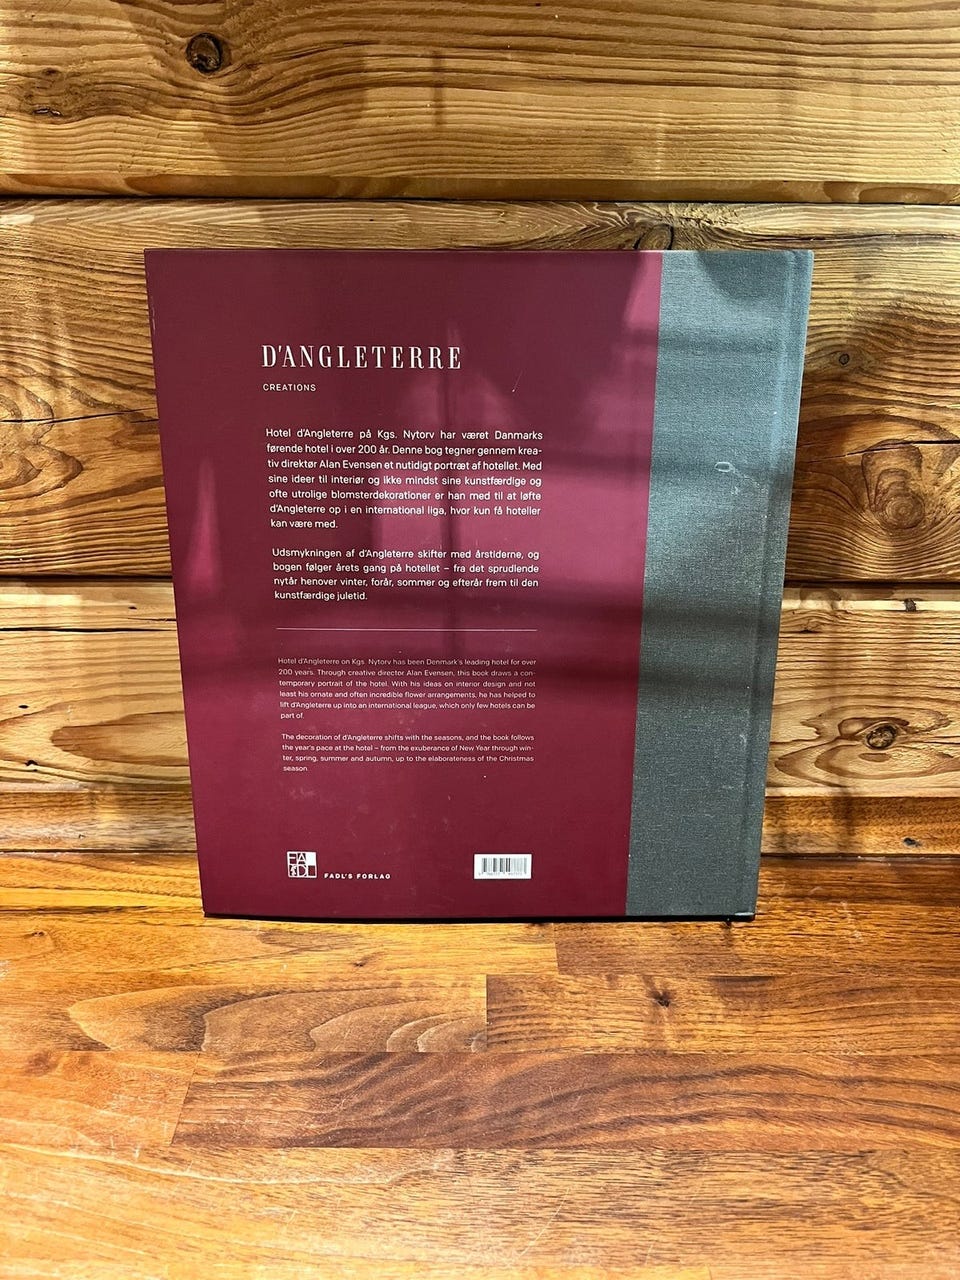 D'ANGLETERRE
CREATIONS
Hotel d'Angleterre på Kgs. Nytorv har været Danmarks
førende hotel i over 200 år. Denne bog tegner gennem krea-
tiv direktør Alan Evensen et nutidigt portræt af hotellet. Med
sine ideer til interiør og ikke mindst sine kunstfærdige og
ofte utrolige blomsterdekorationer er han med til at løfte
d'Angleterre op i en international liga, hvor kun få hoteller
kan være med.
Udsmykningen af d'Angleterre skifter med årstiderne, og
bogen følger årets gang på hotellet – fra det sprudlende
nytår henover vinter, forår, sommer og efterår frem til den
kunstfærdige juletid.
Hotel d'Angleterre on Kgs. Nytorv has been Denmark's leading hotel for over
200 years. Through creative director Alan Evensen, this book draws a con-
temporary portrait of the hotel. With his ideas on interior design and not
least his ornate and often incredible flower arrangements, he has helped to
lift d'Angleterre up into an international league, which only few hotels can be
part of.
The decoration of d'Angleterre shifts with the seasons, and the book follows
the year's pace at the hotel – from the exuberance of New Year through win-
ter, spring, summer and autumn, up to the elaborateness of the Christmas
season
FADL
FADL'S FORLAG